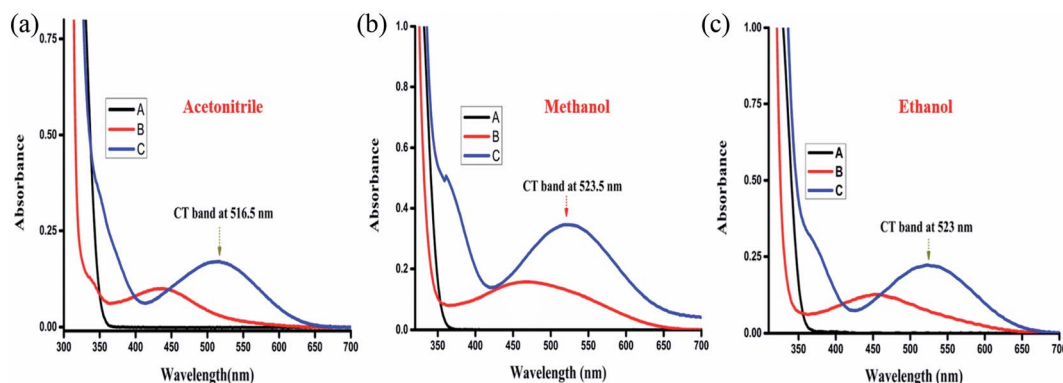 (a)
Absorbance
0.75
0.50
0.25
0.00
A
B
C
Acetonitrile
CT band at 516.5 nm
300 350 400 450 500 550 600 650 700
Wavelength(nm)
(b)
Absorbance
1.0
0.8
0.6
0.4
0.2
0.0
A
B
C
Methanol
CT band at 523.5 nm
350 400 450 500 550 600 650 700
Wavelength (nm)
(c)
Absorbance
1.00
0.75
0.50
0.25
0.00
A
B
C
Ethanol
CT band at 523 nm
350 400 450 500 550 600 650 700
Wavelength (nm)